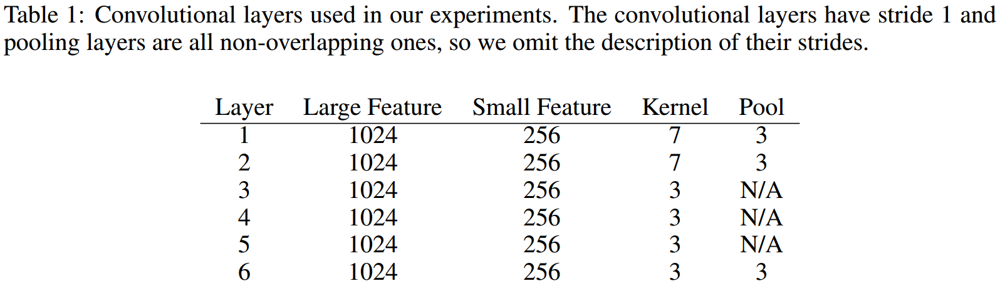 Table 1: Convolutional layers used in our experiments. The convolutional layers have stride 1 and
pooling layers are all non-overlapping ones, so we omit the description of their strides.
Layer Large Feature Small Feature Kernel Pool
1 1024 256 7 3
2 1024 256 7 3
3 1024 256 3 N/A
4 1024 256 3 N/A
5 1024 256 3 N/A
6 1024 256 3 3